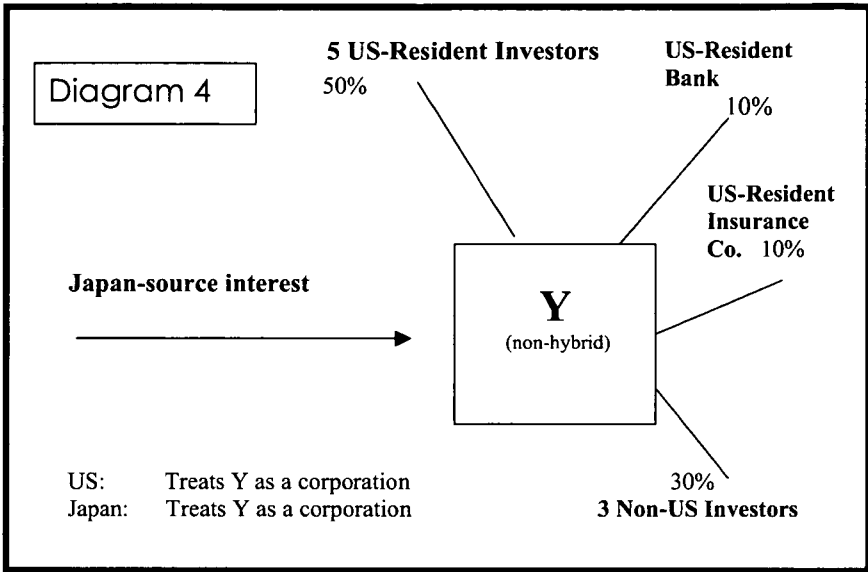 Diagram 4
5 US-Resident Investors
50%
US-Resident
Bank
10%
US-Resident
Insurance
Co. 10%
Japan-source interest
Y
(non-hybrid)
US: Treats Y as a corporation
Japan: Treats Y as a corporation
30%
3 Non-US Investors